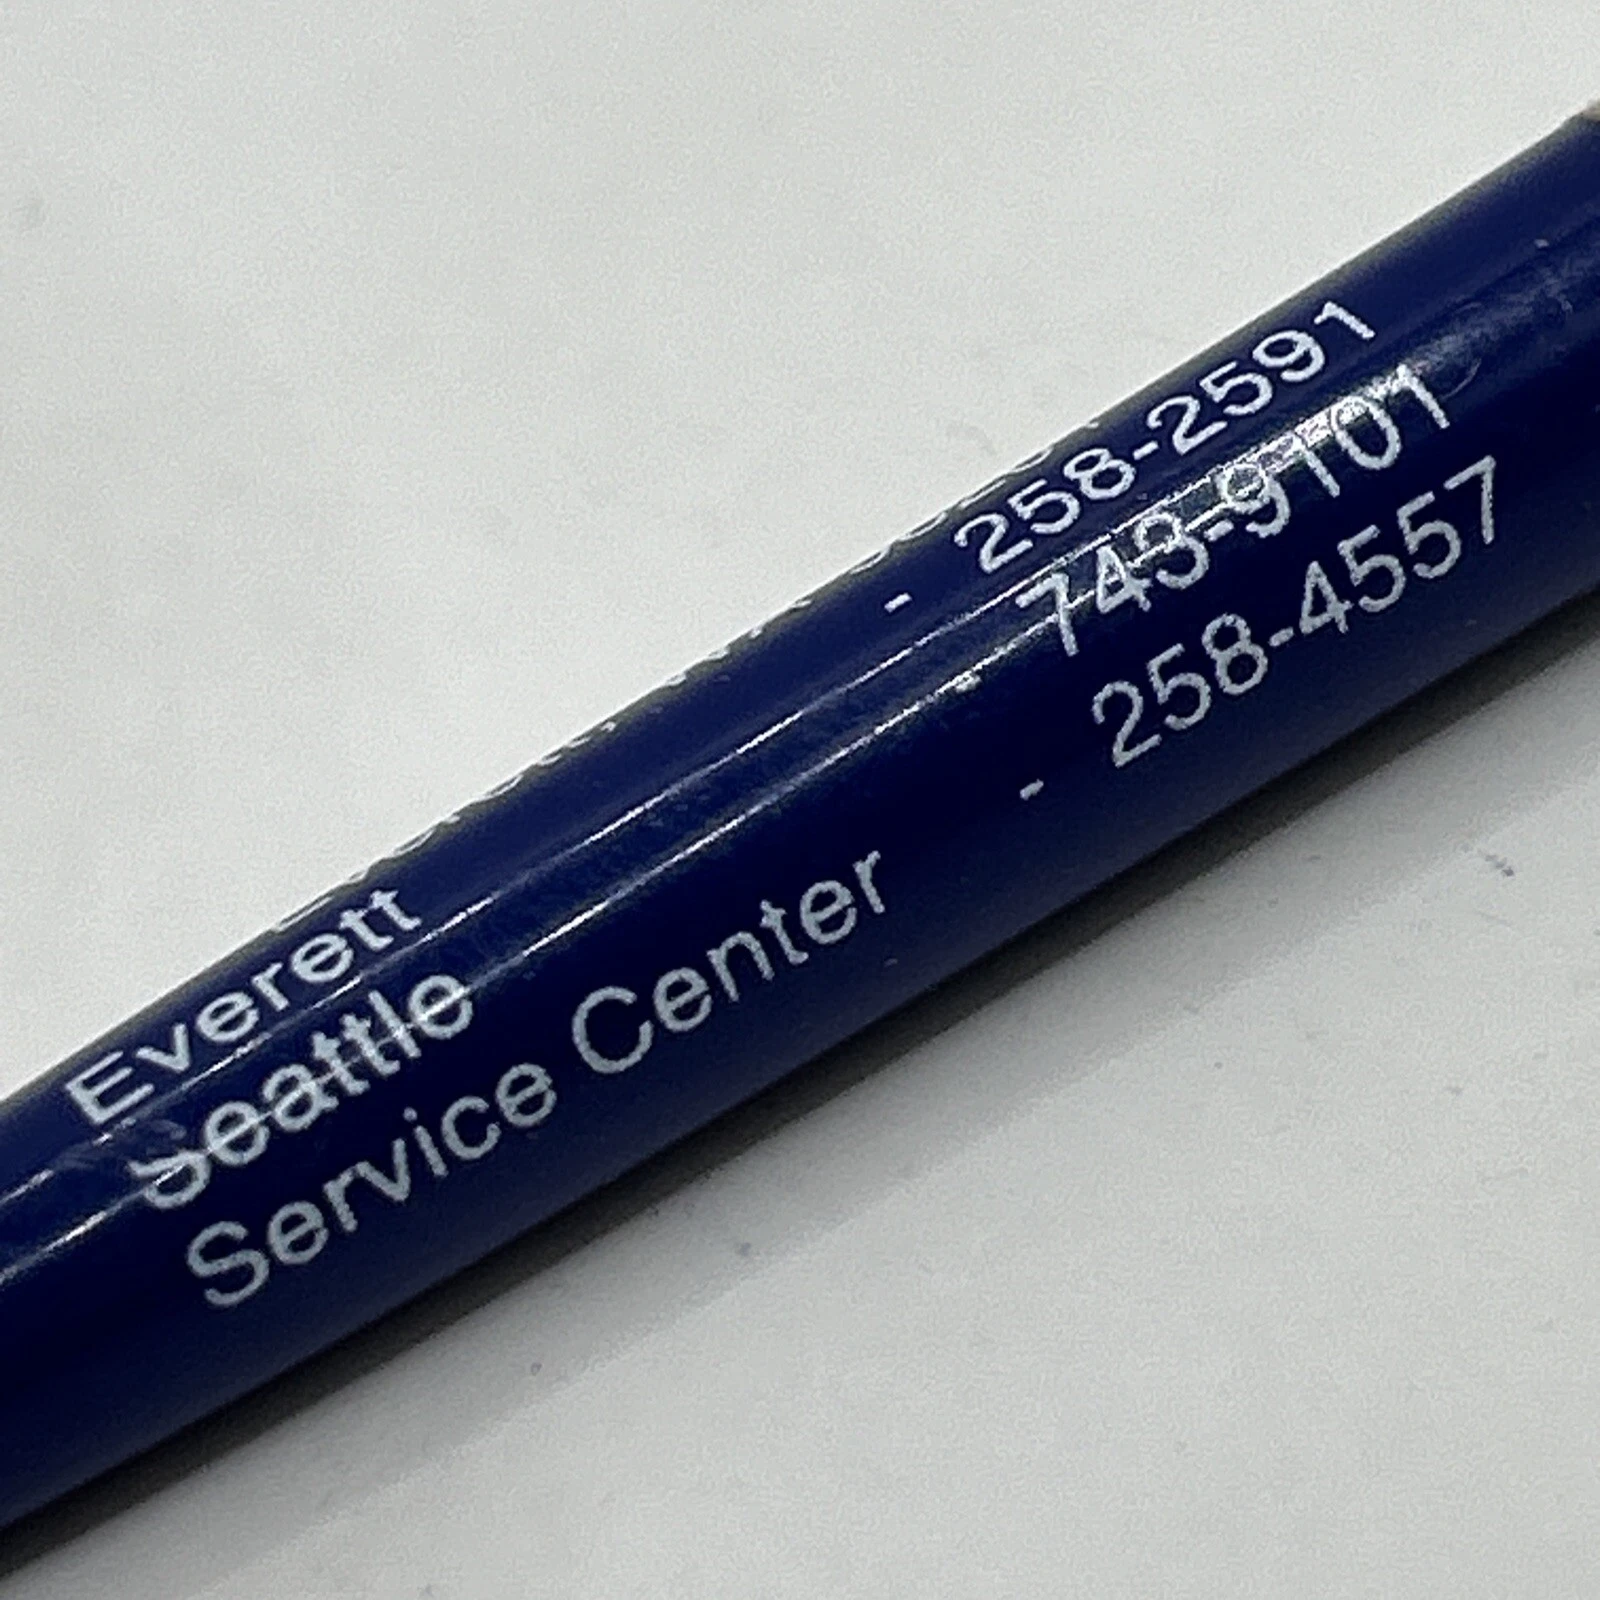 Everett - 258-2591
Seattle - 743-9101
Service Center - 258-4557